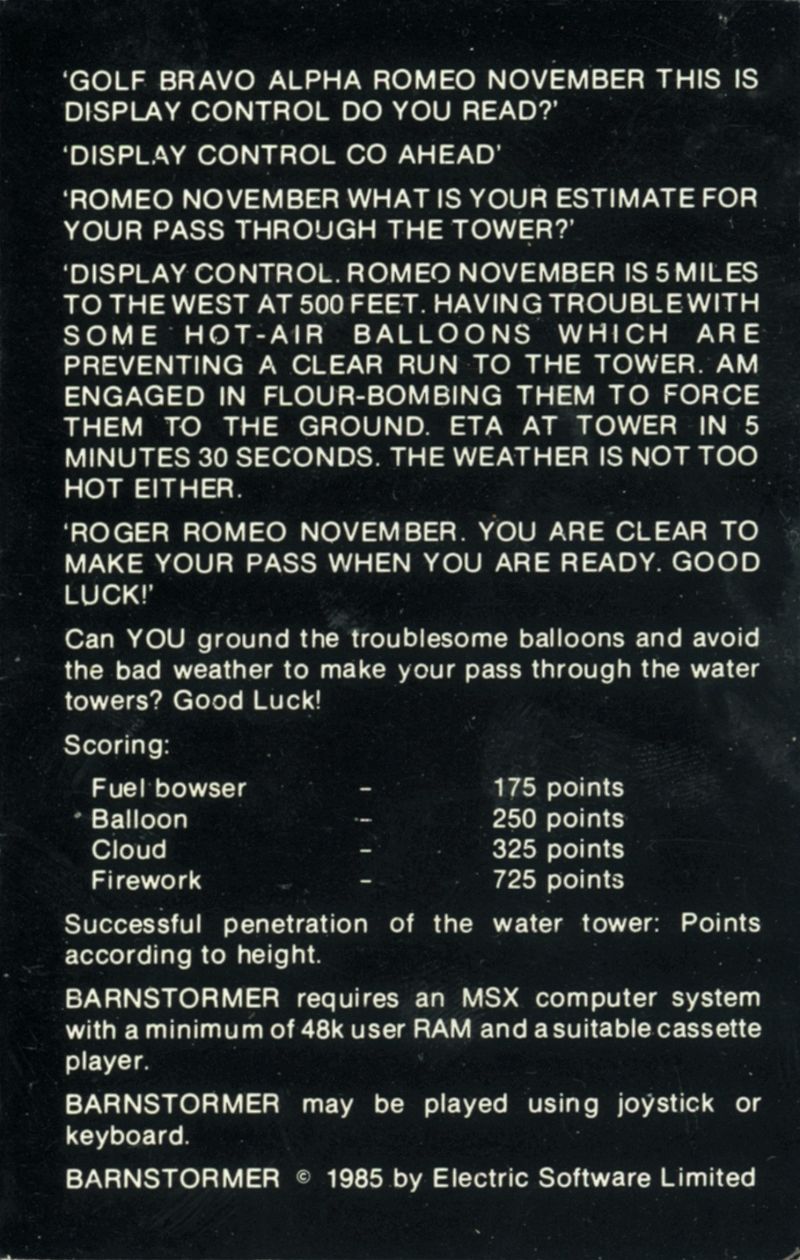 'GOLF BRAVO ALPHA ROMEO NOVEMBER THIS IS
DISPLAY CONTROL DO YOU READ?'
'DISPLAY CONTROL CO AHEAD'
'ROMEO NOVEMBER WHAT IS YOUR ESTIMATE FOR
YOUR PASS THROUGH THE TOWER?'
'DISPLAY CONTROL. ROMEO NOVEMBER IS 5 MILES
TO THE WEST AT 500 FEET. HAVING TROUBLE WITH
SOME HOT-AIR BALLOONS WHICH ARE
PREVENTING A CLEAR RUN TO THE TOWER. AM
ENGAGED IN FLOUR-BOMBING THEM TO FORCE
THEM TO THE GROUND. ETA AT TOWER IN 5
MINUTES 30 SECONDS. THE WEATHER IS NOT TOO
HOT EITHER.
'ROGER ROMEO NOVEMBER. YOU ARE CLEAR TO
MAKE YOUR PASS WHEN YOU ARE READY. GOOD
LUCK!'
Can YOU ground the troublesome balloons and avoid
the bad weather to make your pass through the water
towers? Good Luck!
Scoring:
Fuel bowser – 175 points
Balloon – 250 points
Cloud – 325 points
Firework – 725 points
Successful penetration of the water tower: Points
according to height.
BARNSTORMER requires an MSX computer system
with a minimum of 48k user RAM and a suitable cassette
player.
BARNSTORMER may be played using joystick or
keyboard.
BARNSTORMER © 1985 by Electric Software Limited